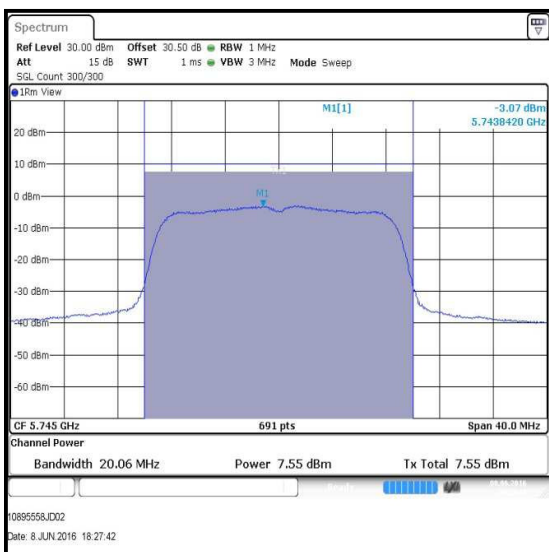 Spectrum
Ref Level 30.00 dBm Offset 30.50 dB RBW 1 MHz
Att 15 dB SWT 1 ms VBW 3 MHz Mode Sweep
SGL Count 300/300
1Rm View
M1[1] -3.07 dBm
5.7438420 GHz
20 dBm
10 dBm
0 dBm
M1
-10 dBm
-20 dBm
-30 dBm
-40 dBm
-50 dBm
-60 dBm
CF 5.745 GHz 691 pts Span 40.0 MHz
Channel Power
Bandwidth 20.06 MHz Power 7.55 dBm Tx Total 7.55 dBm
10895558JD02
Date: 8.JUN.2016 18:27:42